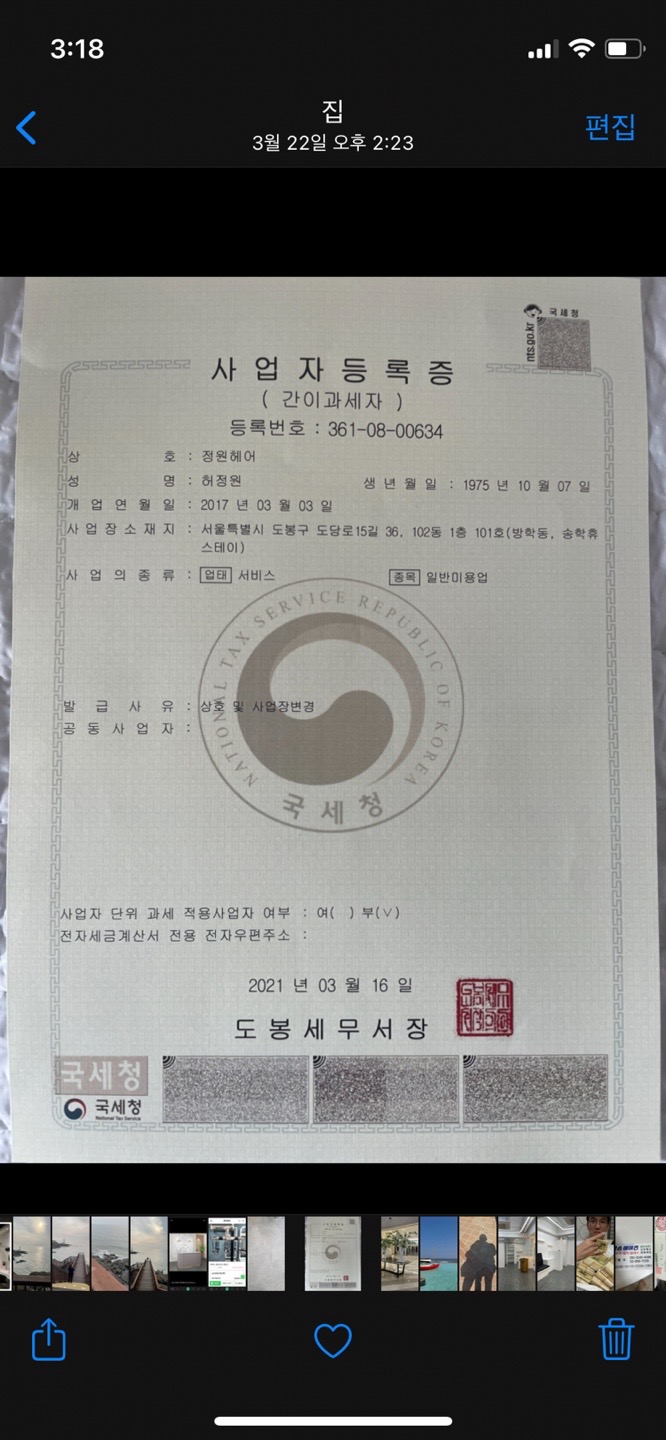 3:18
집
3월 22일 오후 2:23
편집
국세청
nts.go.kr
사업자등록증
( 간이과세자 )
등록번호 : 361-08-00634
상 호 : 정원헤어
성 명 : 허정원 생 년 월 일 : 1975 년 10 월 07 일
개 업 연 월 일 : 2017 년 03 월 03 일
사 업 장 소 재 지 : 서울특별시 도봉구 도당로15길 36, 102동 1층 101호(방학동, 송학휴
스테이)
사 업 의 종 류 : 업태 서비스 종목 일반미용업
NATIONAL TAX SERVICE REPUBLIC OF KOREA
발 급 사 유 : 상호 및 사업장변경
공 동 사 업 자 :
국세청
사업자 단위 과세 적용사업자 여부 : 여( ) 부(∨)
전자세금계산서 전용 전자우편주소 :
2021 년 03 월 16 일
도봉세무서장
국세청
국세청
National Tax Service